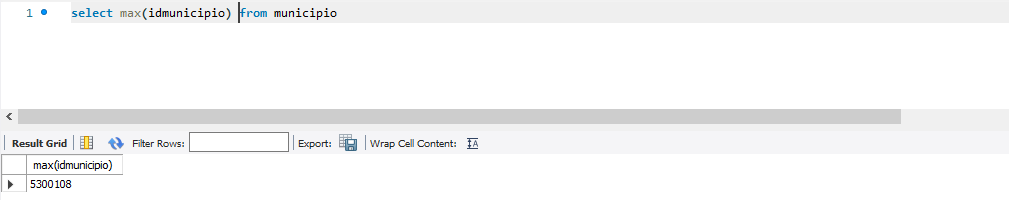 1 select max(idmunicipio) from municipio
Result Grid Filter Rows: Export: Wrap Cell Content:
max(idmunicipio)
5300108